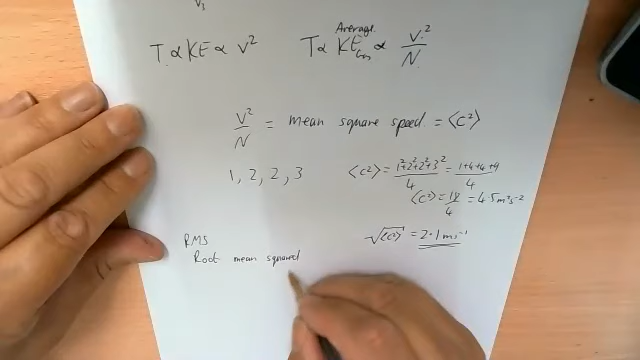 V₁
T ∝ KE ∝ V²
Average
T ∝ KE ∝ V²/N
V²/N = mean square speed = <C²>
1, 2, 2, 3
<C²> = (1²+2²+2²+3²)/4 = (1+4+4+9)/4
<C²> = 18/4 = 4.5 m²s⁻²
√<C²> = 2.1 ms⁻¹
RMS
Root mean squared